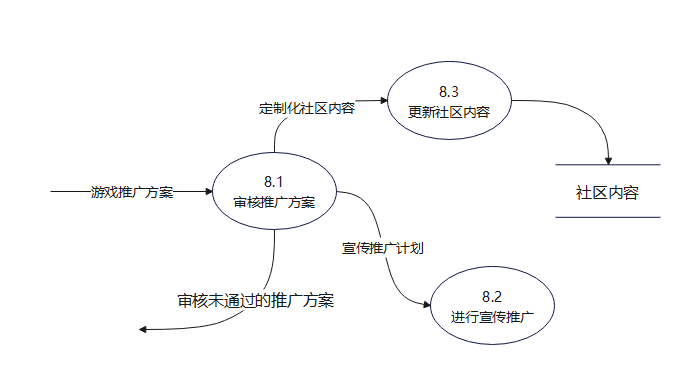 8.3
更新社区内容
定制化社区内容
8.1
审核推广方案
游戏推广方案
社区内容
宣传推广计划
审核未通过的推广方案
8.2
进行宣传推广